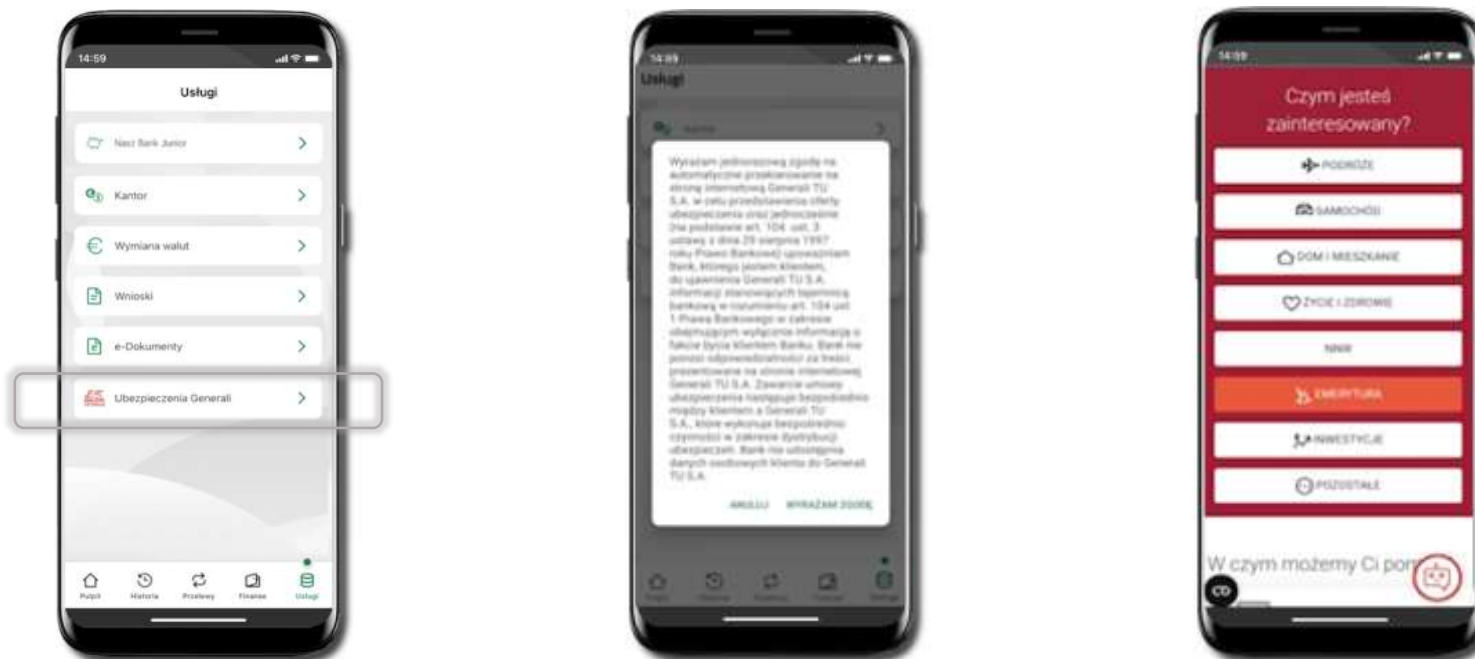 14:59
Usługi
Nasz Bank Junior
Kantor
Wymiana walut
Wnioski
e-Dokumenty
Ubezpieczenia Generali
Pulpit
Historia
Przelewy
Finanse
Usługi
14:59
Usługi
Kantor
Wyrażam jednorazową zgodę na
automatyczne przekierowanie na
stronę internetową Generali TU
S.A. w celu przedstawienia oferty
ubezpieczenia oraz jednocześnie
(na podstawie art. 104 ust. 3
ustawy z dnia 29 sierpnia 1997
roku Prawo Bankowe) upoważniam
Bank, którego jestem klientem,
do ujawnienia Generali TU S.A.
informacji stanowiących tajemnicę
bankową w rozumieniu art. 104 ust
1 Prawa Bankowego w zakresie
obejmującym wyłącznie informację o
fakcie bycia klientem Banku. Bank nie
ponosi odpowiedzialności za treści
prezentowane na stronie internetowej
Generali TU S.A. Zawarcie umowy
ubezpieczenia następuje bezpośrednio
między klientem a Generali TU
S.A., które wykonuje bezpośrednio
czynności w zakresie dystrybucji
ubezpieczeń. Bank nie udostępnia
danych osobowych klienta do Generali
TU S.A.
ANULUJ WYRAŻAM ZGODĘ
14:59
Czym jesteś
zainteresowany?
PODRÓŻE
SAMOCHÓD
DOM I MIESZKANIE
ŻYCIE I ZDROWIE
NNW
EMERYTURA
INWESTYCJE
POZOSTAŁE
W czym możemy Ci pom